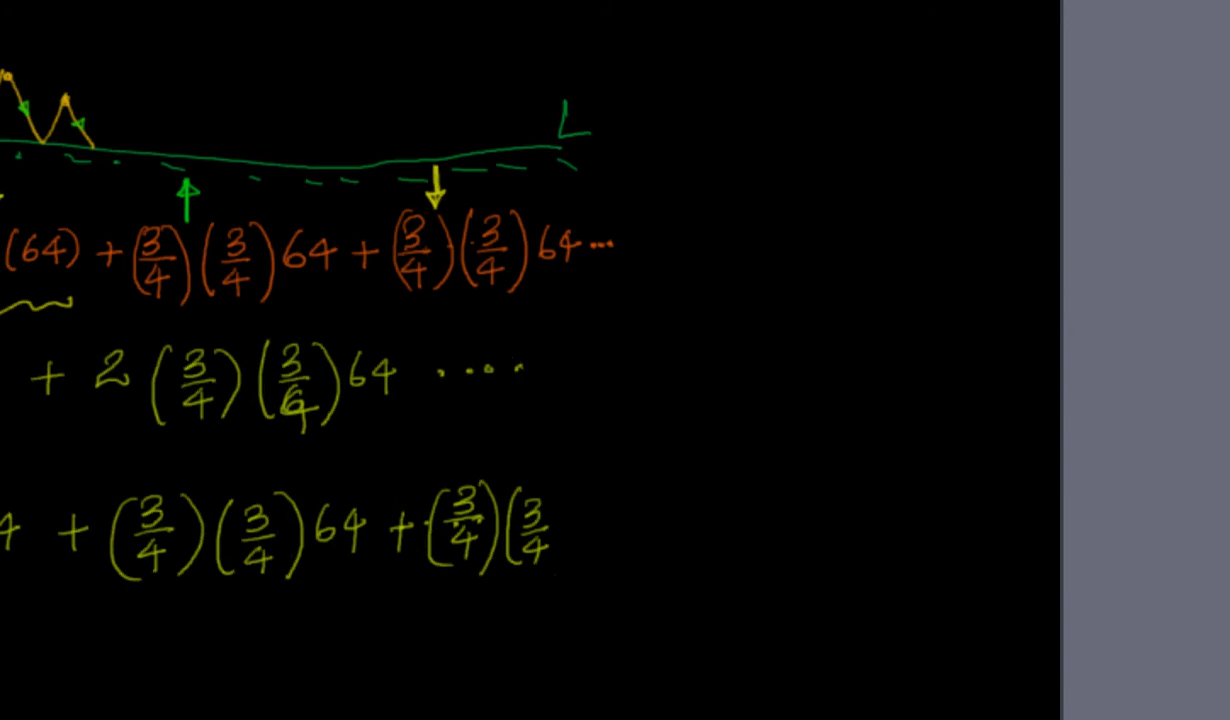 L
(64) + (3/4)(3/4)64 + (3/4)(3/4)64...
+ 2(3/4)(3/4)64 ....
4 + (3/4)(3/4)64 + (3/4)(3/4